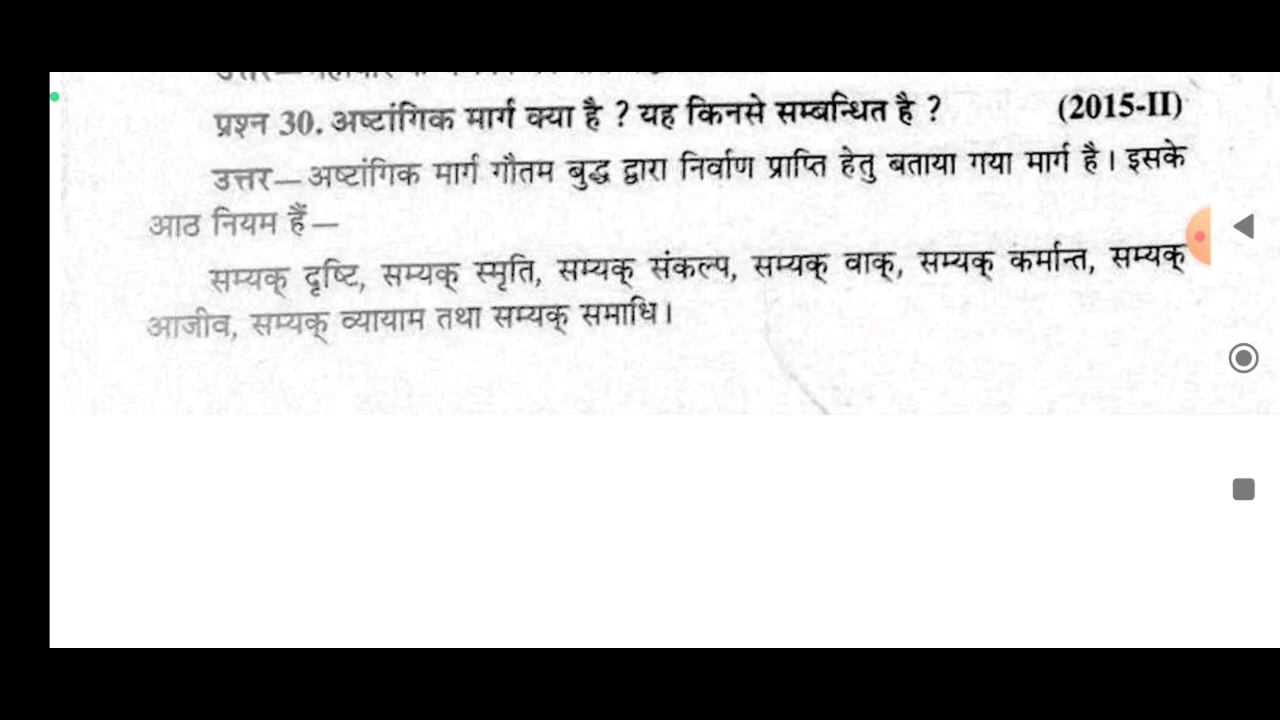 उत्तर—
प्रश्न 30. अष्टांगिक मार्ग क्या है ? यह किनसे सम्बन्धित है ? (2015-II)
उत्तर—अष्टांगिक मार्ग गौतम बुद्ध द्वारा निर्वाण प्राप्ति हेतु बताया गया मार्ग है। इसके
आठ नियम हैं—
सम्यक् दृष्टि, सम्यक् स्मृति, सम्यक् संकल्प, सम्यक् वाक्, सम्यक् कर्मान्त, सम्यक्
आजीव, सम्यक् व्यायाम तथा सम्यक् समाधि।